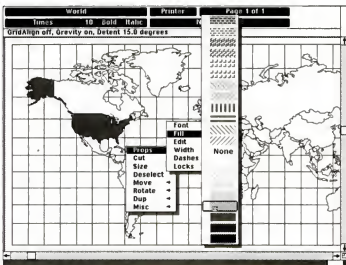 World Printer Page 1 of 1
Times 10 Bold Italic N
GridAlign off, Gravity on, Detent 15.0 degrees
Props
Cut
Size
Deselect
Move
Rotate
Dup
Misc
Font
Fill
Edit
Width
Dashes
Locks
None